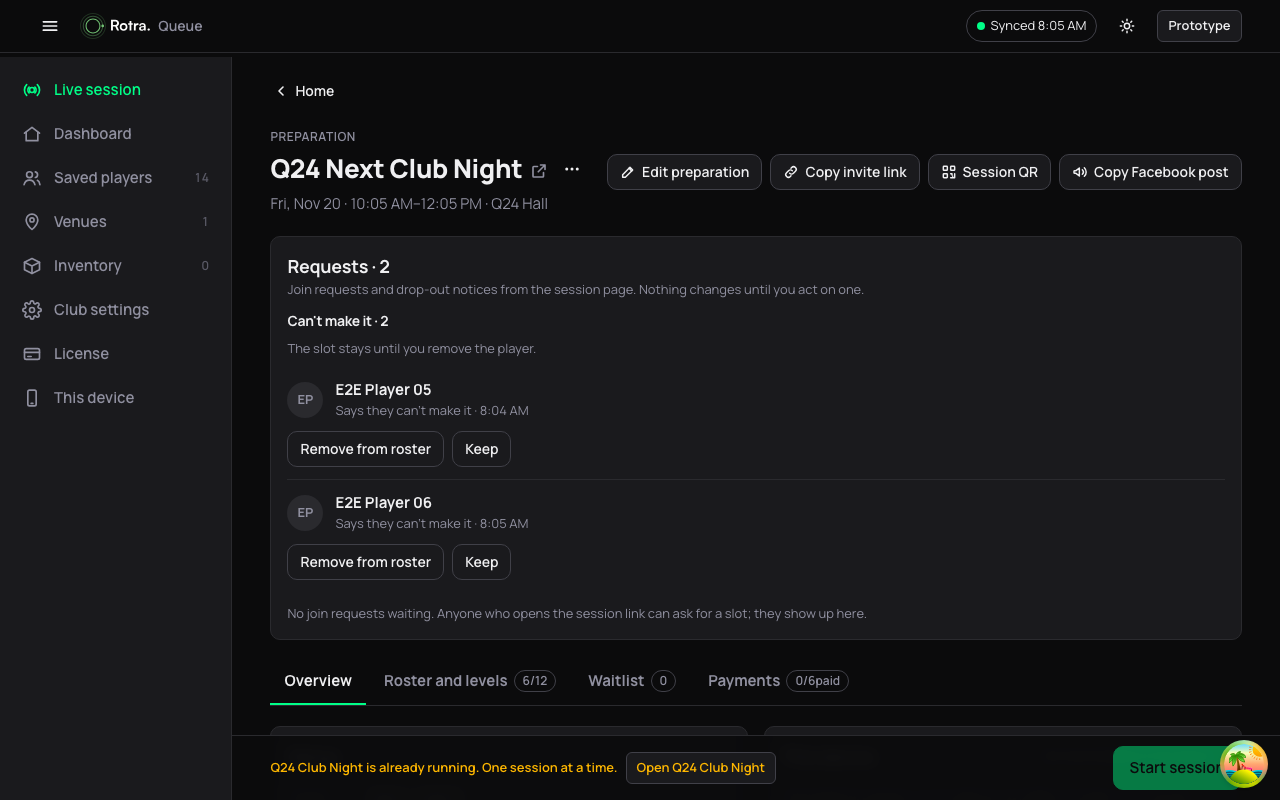 Rotra. Queue
Synced 8:05 AM
Prototype
Live session
Dashboard
Saved players 14
Venues 1
Inventory 0
Club settings
License
This device
Home
PREPARATION
Q24 Next Club Night
Edit preparation
Copy invite link
Session QR
Copy Facebook post
Fri, Nov 20 · 10:05 AM–12:05 PM · Q24 Hall
Requests · 2
Join requests and drop-out notices from the session page. Nothing changes until you act on one.
Can't make it · 2
The slot stays until you remove the player.
EP
E2E Player 05
Says they can't make it · 8:04 AM
Remove from roster
Keep
EP
E2E Player 06
Says they can't make it · 8:05 AM
Remove from roster
Keep
No join requests waiting. Anyone who opens the session link can ask for a slot; they show up here.
Overview
Roster and levels 6/12
Waitlist 0
Payments 0/6paid
Q24 Club Night is already running. One session at a time.
Open Q24 Club Night
Start session